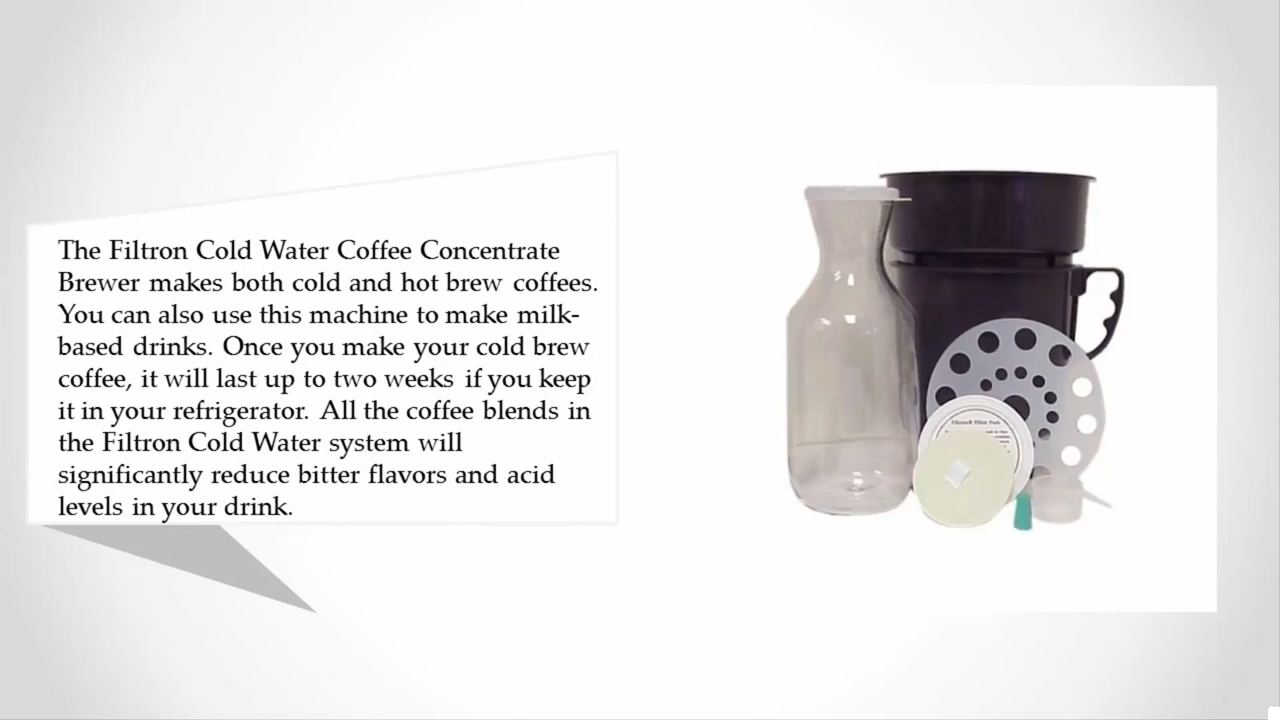 The Filtron Cold Water Coffee Concentrate
Brewer makes both cold and hot brew coffees.
You can also use this machine to make milk-
based drinks. Once you make your cold brew
coffee, it will last up to two weeks if you keep
it in your refrigerator. All the coffee blends in
the Filtron Cold Water system will
significantly reduce bitter flavors and acid
levels in your drink.